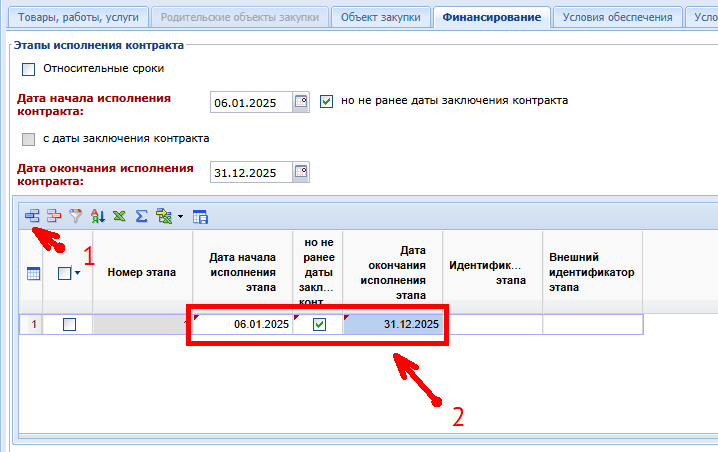 Товары, работы, услуги
Родительские объекты закупки
Объект закупки
Финансирование
Условия обеспечения
Усло
Этапы исполнения контракта
Относительные сроки
Дата начала исполнения
контракта:
06.01.2025
но не ранее даты заключения контракта
с даты заключения контракта
Дата окончания исполнения
контракта:
31.12.2025
1
Номер этапа
Дата начала
исполнения
этапа
но не
ранее
даты
закл...
конт
Дата
окончания
исполнения
этапа
Идентифик...
этапа
Внешний
идентификатор
этапа
1
06.01.2025
31.12.2025
2